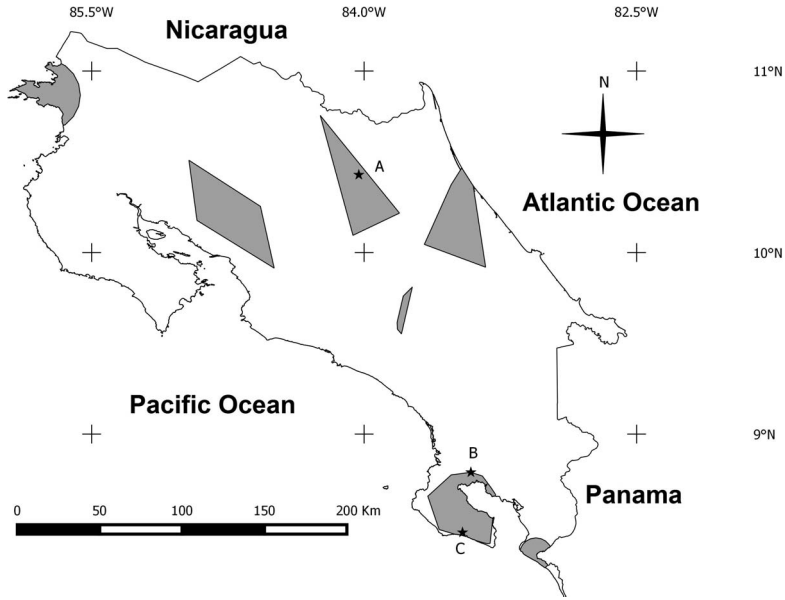 85.5°W 84.0°W 82.5°W
Nicaragua
11°N
N
A
Atlantic Ocean
10°N
Pacific Ocean
9°N
B
Panama
0 50 100 150 200 Km
C